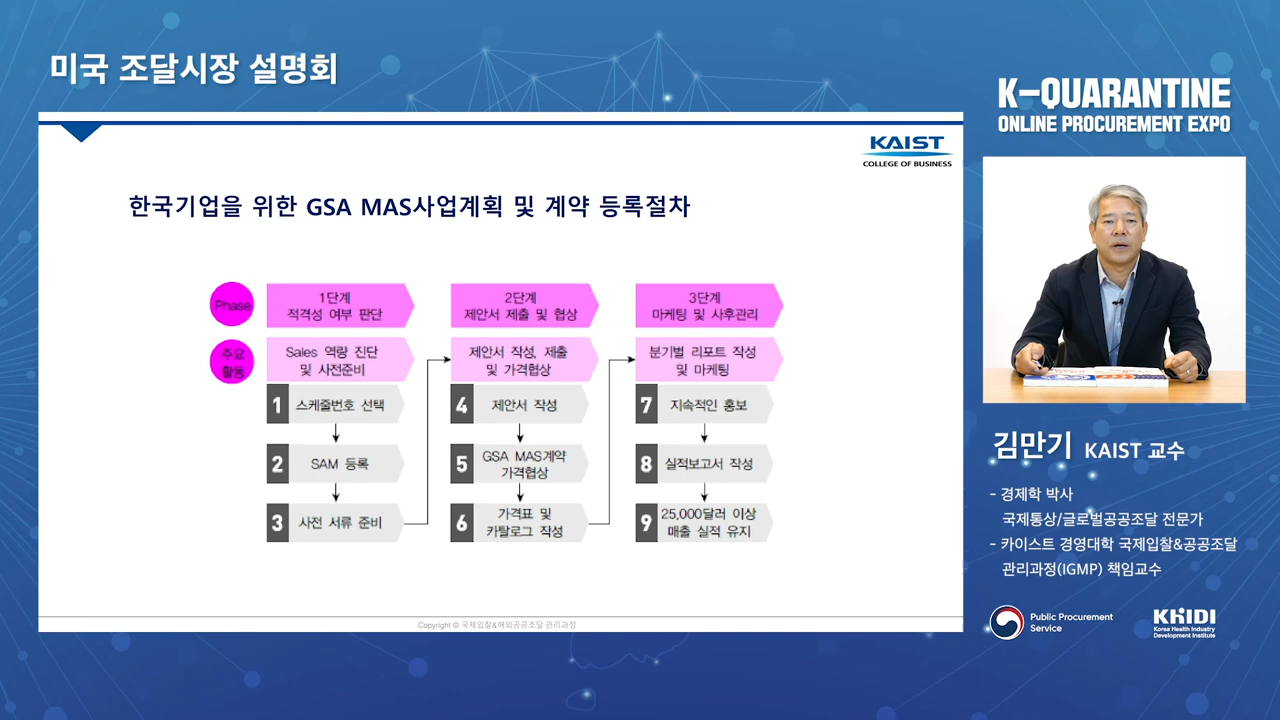 미국 조달시장 설명회
K-QUARANTINE
ONLINE PROCUREMENT EXPO
KAIST
COLLEGE OF BUSINESS
한국기업을 위한 GSA MAS사업계획 및 계약 등록절차
Phase
1단계
적격성 여부 판단
2단계
제안서 제출 및 협상
3단계
마케팅 및 사후관리
주요
활동
Sales 역량 진단
및 사전준비
제안서 작성, 제출
및 가격협상
분기별 리포트 작성
및 마케팅
1 스케줄번호 선택
4 제안서 작성
7 지속적인 홍보
2 SAM 등록
5 GSA MAS계약
가격협상
8 실적보고서 작성
3 사전 서류 준비
6 가격표 및
카탈로그 작성
9 25,000달러 이상
매출 실적 유지
Copyright © 국제입찰&해외공공조달 관리과정
김만기 KAIST 교수
- 경제학 박사
국제통상/글로벌공공조달 전문가
- 카이스트 경영대학 국제입찰&공공조달
관리과정(IGMP) 책임교수
Public Procurement
Service
KHIDI
Korea Health Industry
Development Institute